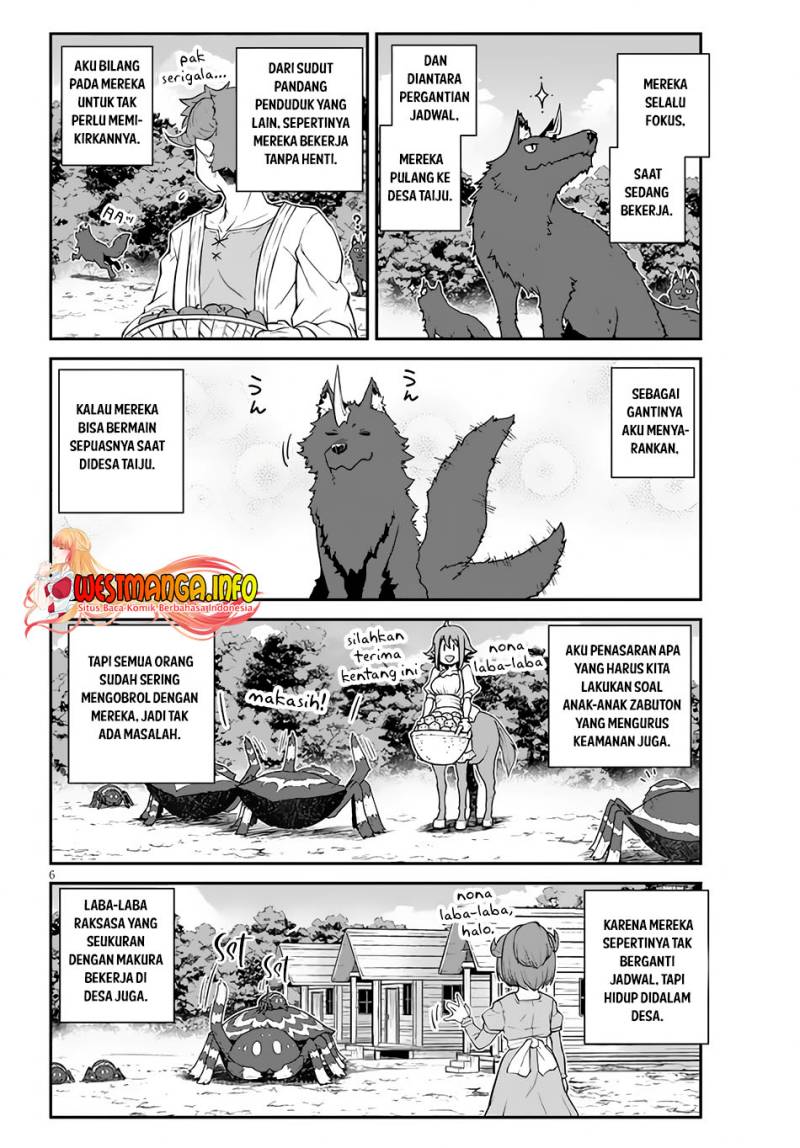 MEREKA
SELALU
FOKUS,
SAAT
SEDANG
BEKERJA.
DAN
DIANTARA
PERGANTIAN
JADWAL,
MEREKA
PULANG KE
DESA TAIJU.
DARI SUDUT
PANDANG
PENDUDUK YANG
LAIN, SEPERTINYA
MEREKA BEKERJA
TANPA HENTI.
pak
serigala...
AKU BILANG
PADA MEREKA
UNTUK TAK
PERLU MEMI-
KIRKANNYA.
??
SEBAGAI
GANTINYA
AKU MENYA-
RANKAN,
うん
うん
KALAU MEREKA
BISA BERMAIN
SEPUASNYA SAAT
DIDESA TAIJU.
WESTMANGA.INFO
Situs Baca Komik Berbahasa Indonesia
AKU PENASARAN APA
YANG HARUS KITA
LAKUKAN SOAL
ANAK-ANAK ZABUTON
YANG MENGURUS
KEAMANAN JUGA.
nona
laba-laba
silahkan
terima
kentang ini
makasih!
TAPI SEMUA ORANG
SUDAH SERING
MENGOBROL DENGAN
MEREKA, JADI TAK
ADA MASALAH.
6
KARENA MEREKA
SEPERTINYA TAK
BERGANTI
JADWAL, TAPI
HIDUP DIDALAM
DESA.
nona
laba-laba,
halo.
Set
Set
LABA-LABA
RAKSASA YANG
SEUKURAN
DENGAN MAKURA
BEKERJA DI
DESA JUGA.